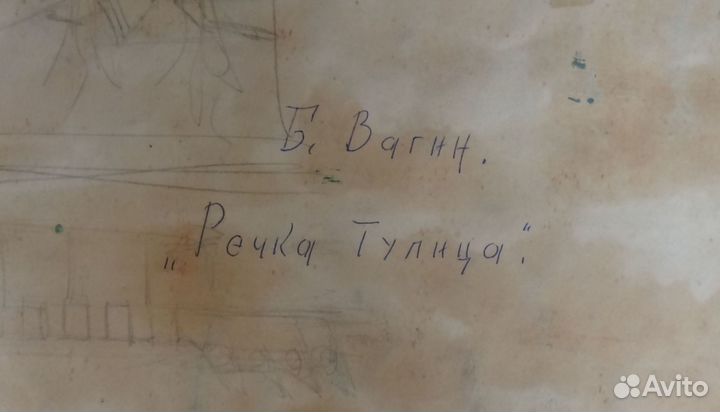 Б. Вагин.
„Речка Тулица".
Avito